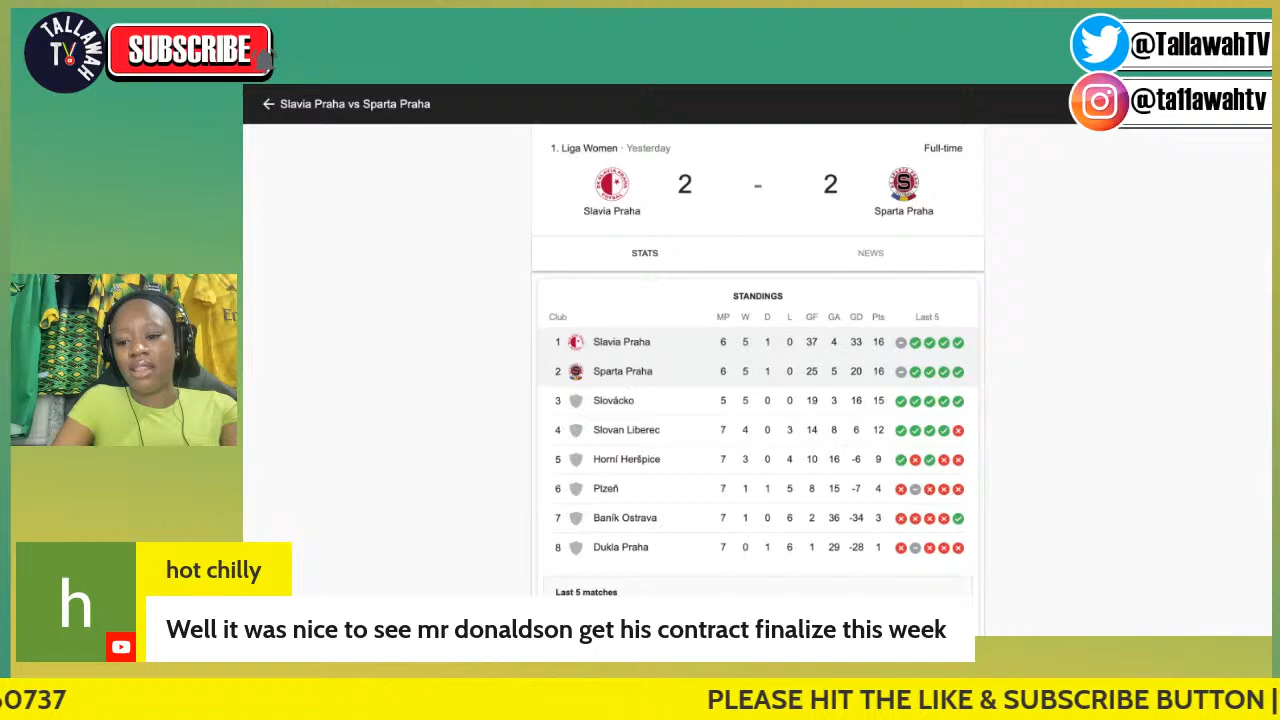 TALLAWAH
TV
SUBSCRIBE
@TallawahTV
@ta11awahtv
← Slavia Praha vs Sparta Praha
1. Liga Women · Yesterday
Full-time
2 - 2
Slavia Praha
Sparta Praha
STATS NEWS
STANDINGS
Club MP W D L GF GA GD Pts Last 5
1 Slavia Praha 6 5 1 0 37 4 33 16
2 Sparta Praha 6 5 1 0 25 5 20 16
3 Slovácko 5 5 0 0 19 3 16 15
4 Slovan Liberec 7 4 0 3 14 8 6 12
5 Horní Heršpice 7 3 0 4 10 16 -6 9
6 Plzeň 7 1 1 5 8 15 -7 4
7 Baník Ostrava 7 1 0 6 2 36 -34 3
8 Dukla Praha 7 0 1 6 1 29 -28 1
Last 5 matches
h
hot chilly
Well it was nice to see mr donaldson get his contract finalize this week
0737
PLEASE HIT THE LIKE & SUBSCRIBE BUTTON |